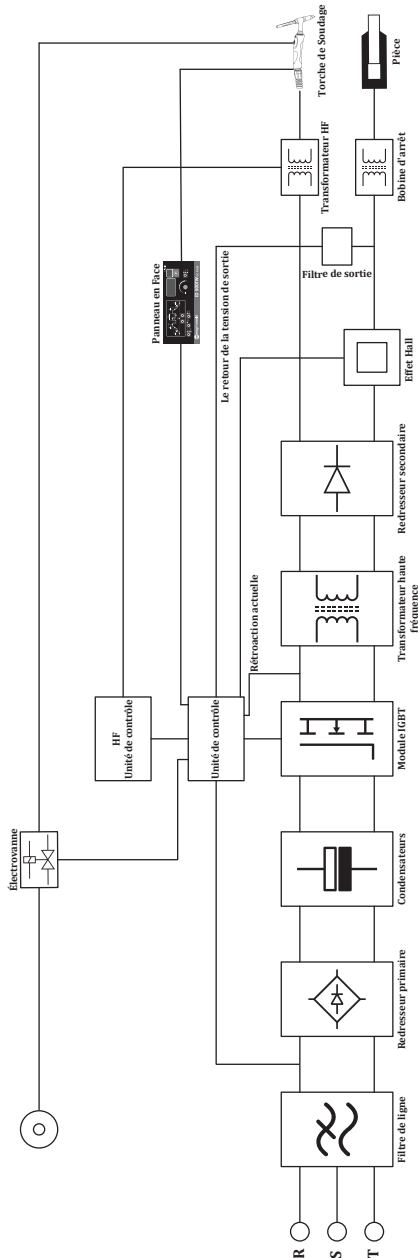 Torche de Soudage
Pièce
Transformateur HF
Bobine d'arrêt
Panneau en Face
Le retour de la tension de sortie
Filtre de sortie
Effet Hall
Redresseur secondaire
Rétroaction actuelle
Transformateur haute
fréquence
HF
Unité de contrôle
Unité de contrôle
Module IGBT
Électrovanne
Condensateurs
Redresseur primaire
Filtre de ligne
R
S
T